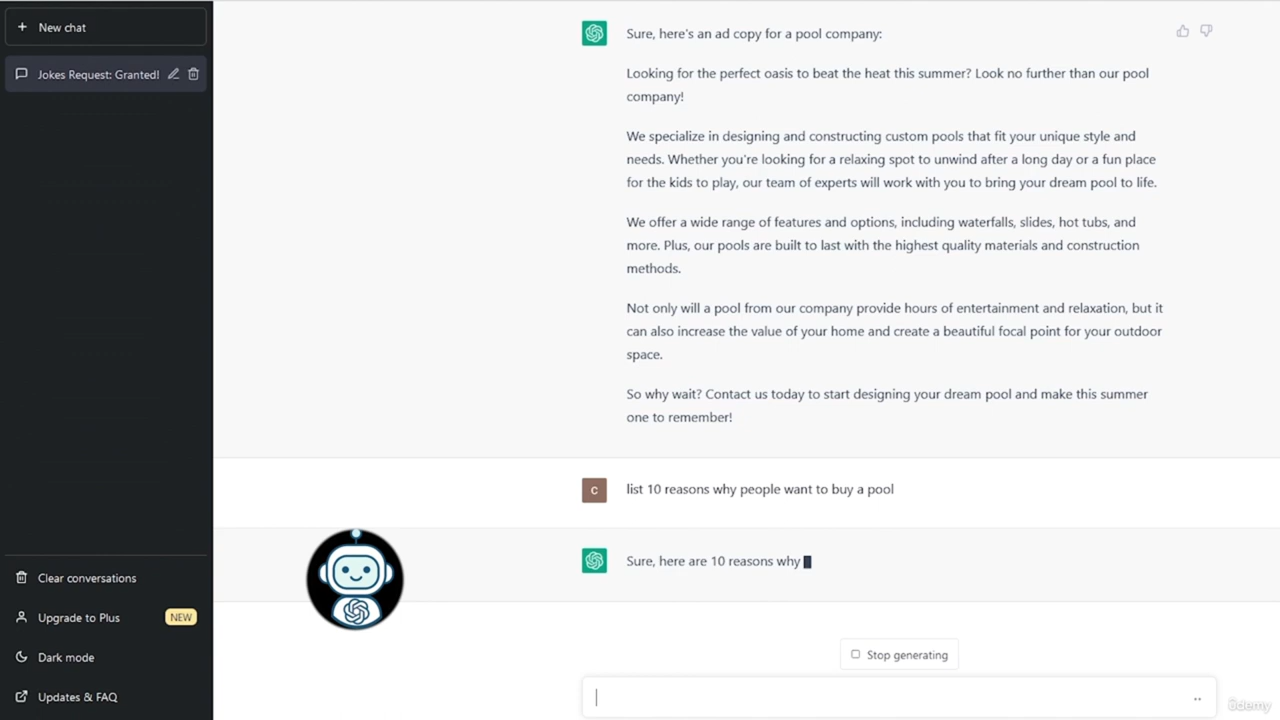 New chat
Jokes Request: Granted!
Sure, here's an ad copy for a pool company:
Looking for the perfect oasis to beat the heat this summer? Look no further than our pool
company!
We specialize in designing and constructing custom pools that fit your unique style and
needs. Whether you're looking for a relaxing spot to unwind after a long day or a fun place
for the kids to play, our team of experts will work with you to bring your dream pool to life.
We offer a wide range of features and options, including waterfalls, slides, hot tubs, and
more. Plus, our pools are built to last with the highest quality materials and construction
methods.
Not only will a pool from our company provide hours of entertainment and relaxation, but it
can also increase the value of your home and create a beautiful focal point for your outdoor
space.
So why wait? Contact us today to start designing your dream pool and make this summer
one to remember!
C
list 10 reasons why people want to buy a pool
Sure, here are 10 reasons why
Clear conversations
Upgrade to Plus NEW
Dark mode
Updates & FAQ
Stop generating
ûdemy